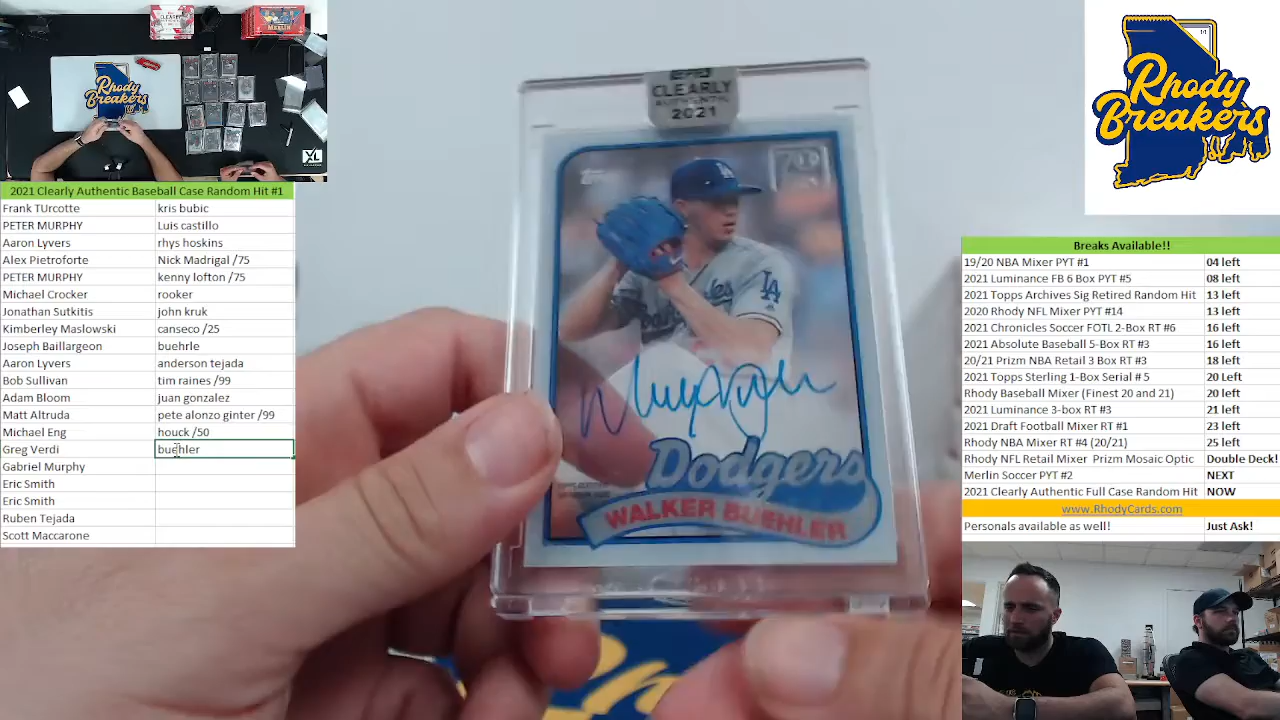 CLEARLY
AUTHENTIC
2021
Topps
70
LA
Dodgers
WALKER BUEHLER
Rhody
Breakers
XL
CLEARLY
MERLIN
2021 Clearly Authentic Baseball Case Random Hit #1
Frank TUrcotte kris bubic
PETER MURPHY Luis castillo
Aaron Lyvers rhys hoskins
Alex Pietroforte Nick Madrigal /75
PETER MURPHY kenny lofton /75
Michael Crocker rooker
Jonathan Sutkitis john kruk
Kimberley Maslowski canseco /25
Joseph Baillargeon buehrle
Aaron Lyvers anderson tejada
Bob Sullivan tim raines /99
Adam Bloom juan gonzalez
Matt Altruda pete alonzo ginter /99
Michael Eng houck /50
Greg Verdi buehler
Gabriel Murphy
Eric Smith
Eric Smith
Ruben Tejada
Scott Maccarone
1/1
Rhody
Breakers
Breaks Available!!
19/20 NBA Mixer PYT #1 04 left
2021 Luminance FB 6 Box PYT #5 08 left
2021 Topps Archives Sig Retired Random Hit 13 left
2020 Rhody NFL Mixer PYT #14 13 left
2021 Chronicles Soccer FOTL 2-Box RT #6 16 left
2021 Absolute Baseball 5-Box RT #3 16 left
20/21 Prizm NBA Retail 3 Box RT #3 18 left
2021 Topps Sterling 1-Box Serial # 5 20 Left
Rhody Baseball Mixer (Finest 20 and 21) 20 left
2021 Luminance 3-box RT #3 21 left
2021 Draft Football Mixer RT #1 23 left
Rhody NBA Mixer RT #4 (20/21) 25 left
Rhody NFL Retail Mixer Prizm Mosaic Optic Double Deck!
Merlin Soccer PYT #2 NEXT
2021 Clearly Authentic Full Case Random Hit NOW
www.RhodyCards.com
Personals available as well! Just Ask!